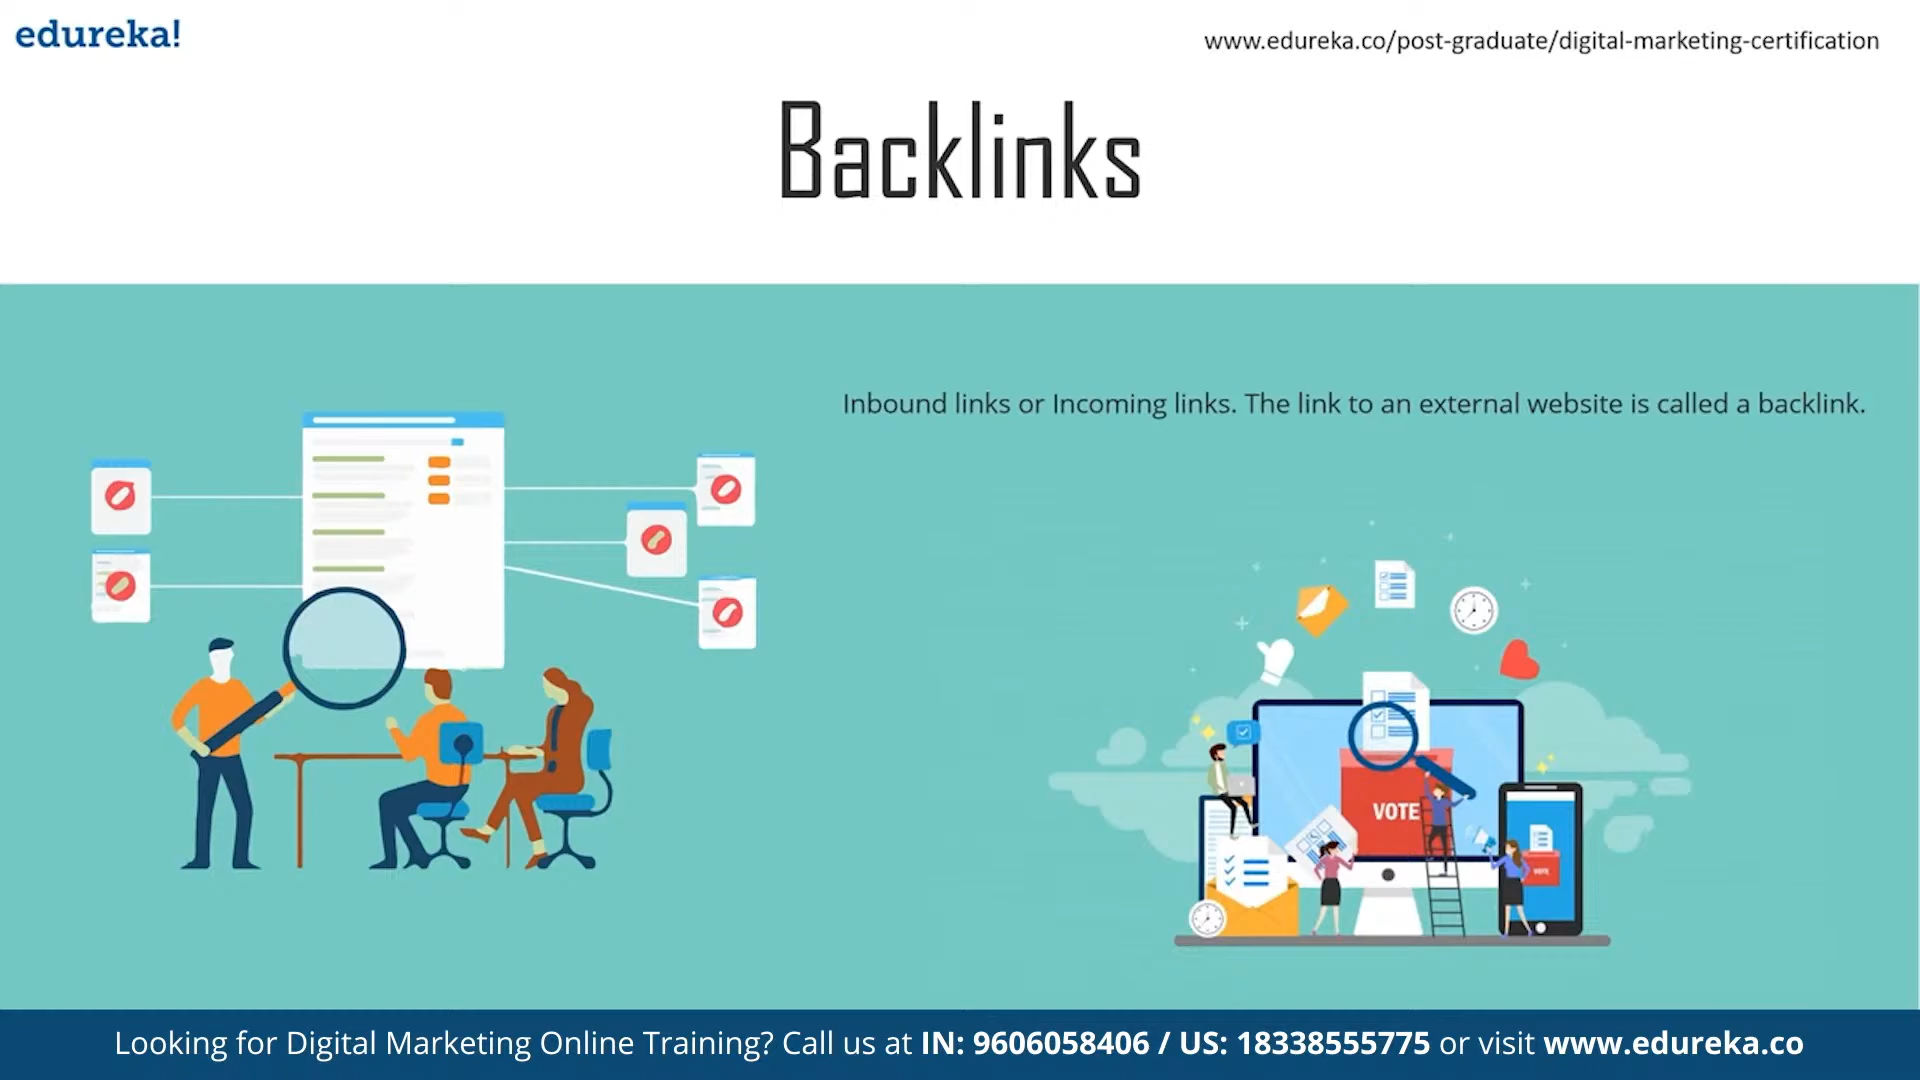 edureka!
www.edureka.co/post-graduate/digital-marketing-certification
Backlinks
Inbound links or Incoming links. The link to an external website is called a backlink.
VOTE
VOTE
Looking for Digital Marketing Online Training? Call us at IN: 9606058406 / US: 18338555775 or visit www.edureka.co